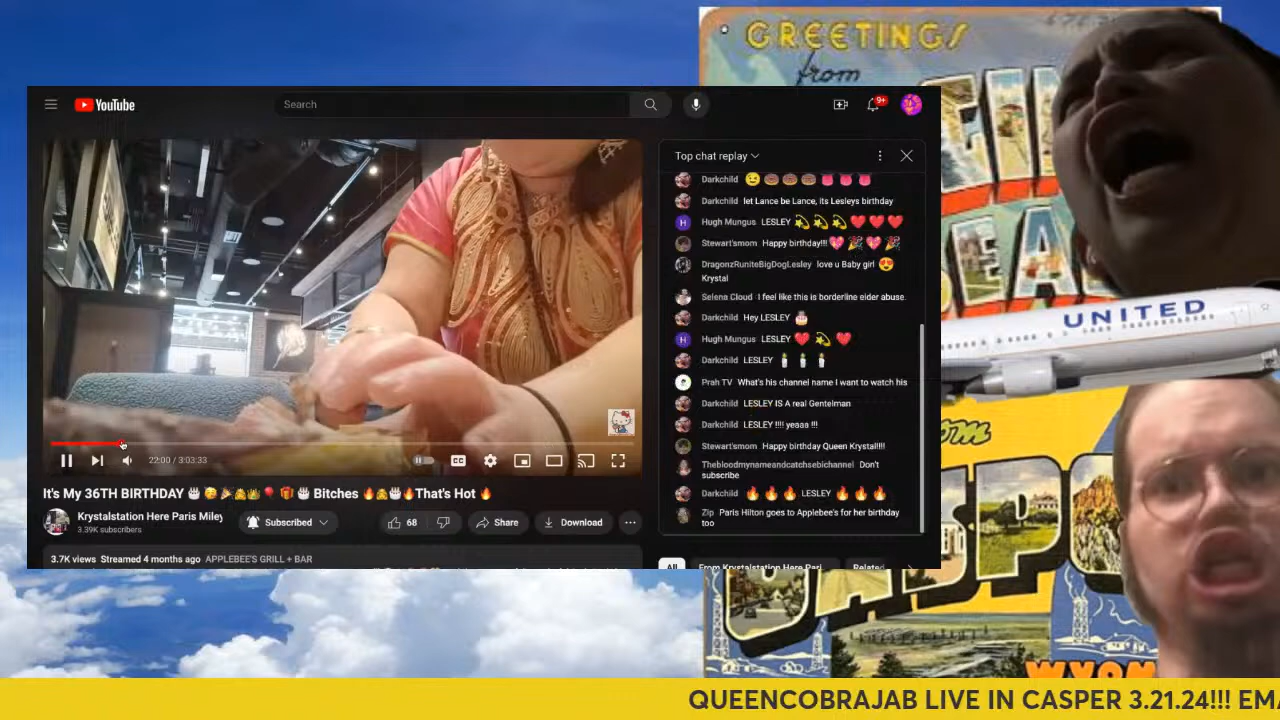 GREETINGS
from
YouTube
Search
9+
Top chat replay
Darkchild 😉 🍩 🍩 🍩 👅 👅 👅
Darkchild let Lance be Lance, its Lesleys birthday
H
Hugh Mungus LESLEY 💫 💫 💫 ❤️ ❤️ ❤️
Stewart'smom Happy birthday!!! 💖 🎉 💖 🎉
DragonzRuniteBigDogLesley love u Baby girl 😍
Krystal
Selena Cloud I feel like this is borderline elder abuse.
Darkchild Hey LESLEY 🎂
H
Hugh Mungus LESLEY ❤️ 💫 ❤️
Darkchild LESLEY 🕯 🕯 🕯
Prah TV What's his channel name I want to watch his
Darkchild LESLEY IS A real Gentelman
Darkchild LESLEY !!!! yeaaa !!!
Stewart'smom Happy birthday Queen Krystal!!!!
Thebloodmynameandcatchsebichannel Don't
subscribe
Darkchild 🔥 🔥 🔥 LESLEY 🔥 🔥 🔥
Zip Paris Hilton goes to Applebee's for her birthday
too
UNITED
22:00 / 3:03:33
CC
It's My 36TH BIRTHDAY 🎂 🥳 🎉 👸 👑 🎈 🎁 🎂 Bitches 🔥 👸 🎂 🔥 That's Hot 🔥
Krystalstation Here Paris Miley
3.39K subscribers
Subscribed
68
Share
Download
3.7K views Streamed 4 months ago APPLEBEE'S GRILL + BAR
All
From Krystalstation Here Pari
Related
QUEENCOBRAJAB LIVE IN CASPER 3.21.24!!! EM